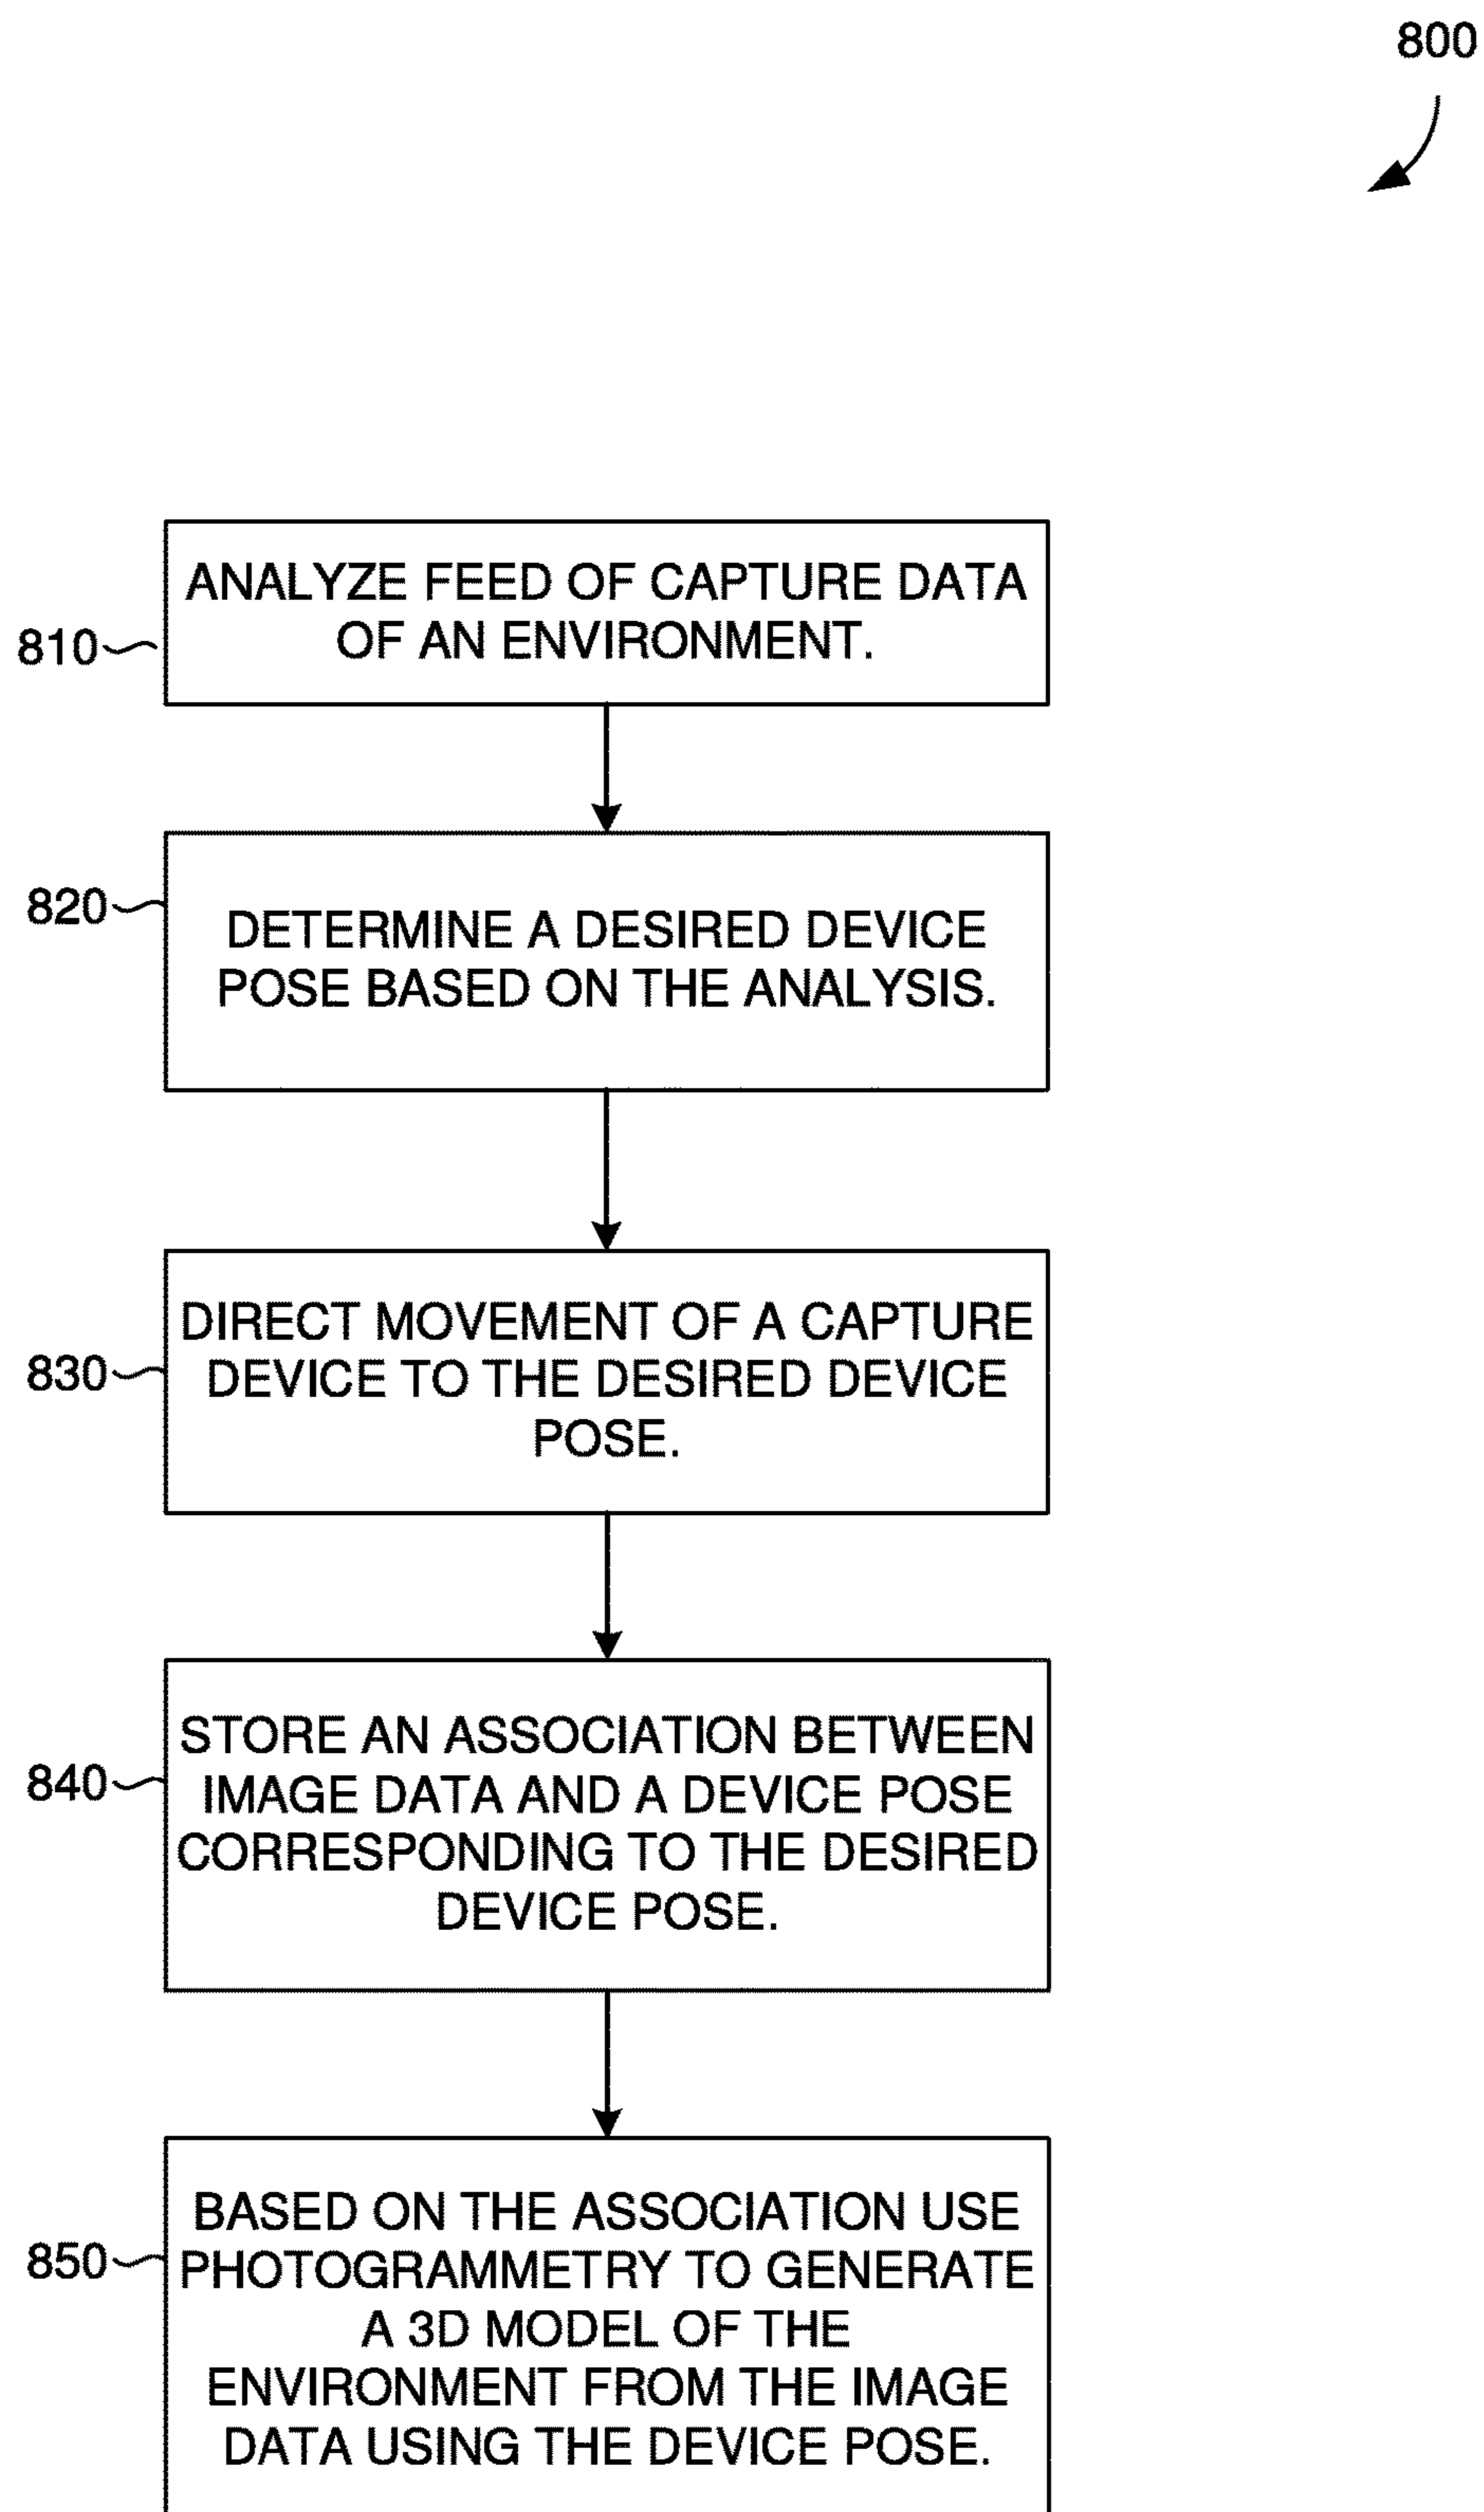 800
ANALYZE FEED OF CAPTURE DATA
OF AN ENVIRONMENT.
810
820
DETERMINE A DESIRED DEVICE
POSE BASED ON THE ANALYSIS.
DIRECT MOVEMENT OF A CAPTURE
DEVICE TO THE DESIRED DEVICE
POSE.
830
STORE AN ASSOCIATION BETWEEN
IMAGE DATA AND A DEVICE POSE
CORRESPONDING TO THE DESIRED
DEVICE POSE.
840
BASED ON THE ASSOCIATION USE
PHOTOGRAMMETRY TO GENERATE
A 3D MODEL OF THE
ENVIRONMENT FROM THE IMAGE
DATA USING THE DEVICE POSE.
850